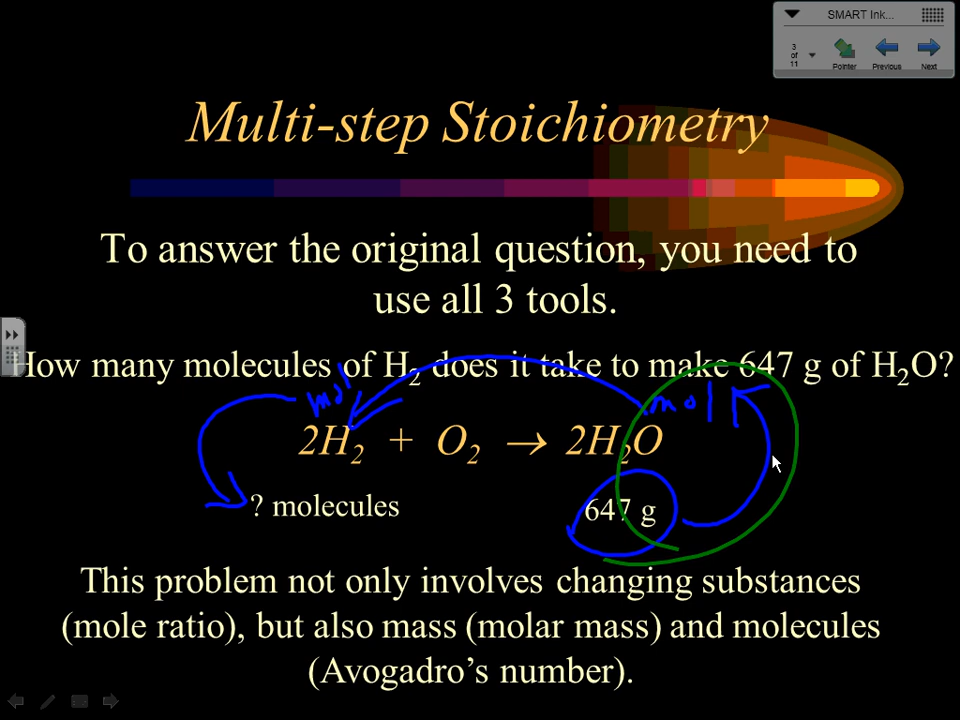 SMART Ink...
3
of
11
Pointer Previous Next
Multi-step Stoichiometry
To answer the original question, you need to
use all 3 tools.
How many molecules of H₂ does it take to make 647 g of H₂O?
mol mol
2H₂ + O₂ → 2H₂O
? molecules 647 g
This problem not only involves changing substances
(mole ratio), but also mass (molar mass) and molecules
(Avogadro’s number).